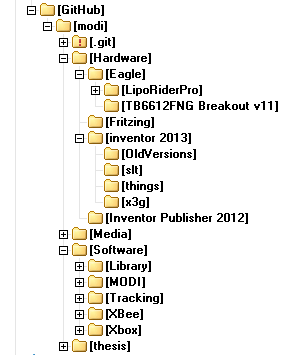 [GitHub]
[modi]
[.git]
[Hardware]
[Eagle]
[LipoRiderPro]
[TB6612FNG Breakout v11]
[Fritzing]
[inventor 2013]
[OldVersions]
[slt]
[things]
[x3g]
[Inventor Publisher 2012]
[Media]
[Software]
[Library]
[MODI]
[Tracking]
[XBee]
[Xbox]
[thesis]